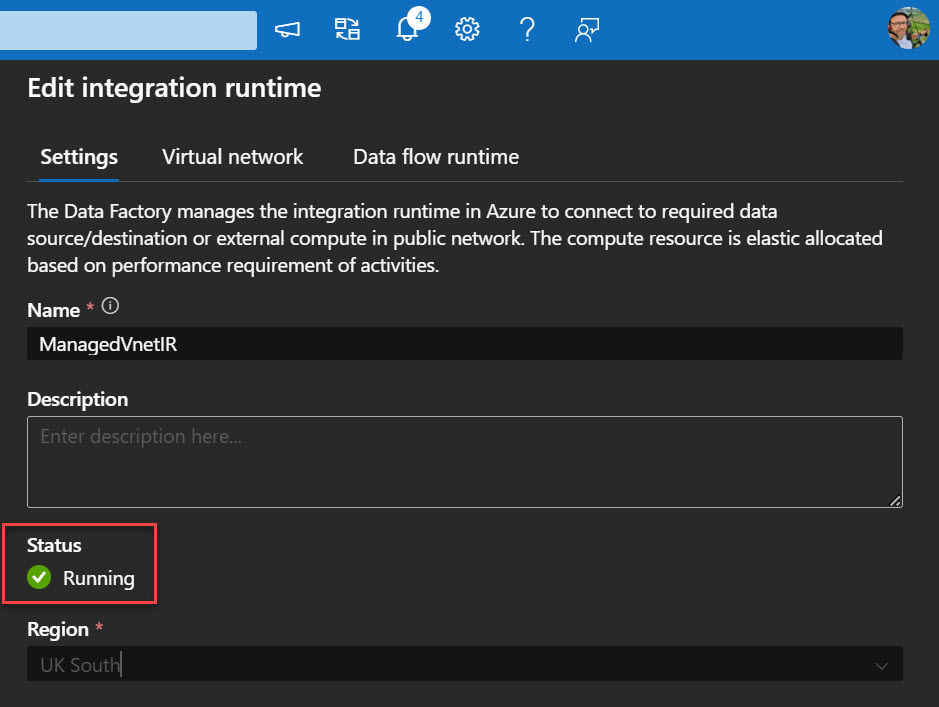 4
Edit integration runtime
Settings Virtual network Data flow runtime
The Data Factory manages the integration runtime in Azure to connect to required data
source/destination or external compute in public network. The compute resource is elastic allocated
based on performance requirement of activities.
Name *
ManagedVnetIR
Description
Enter description here...
Status
Running
Region *
UK South